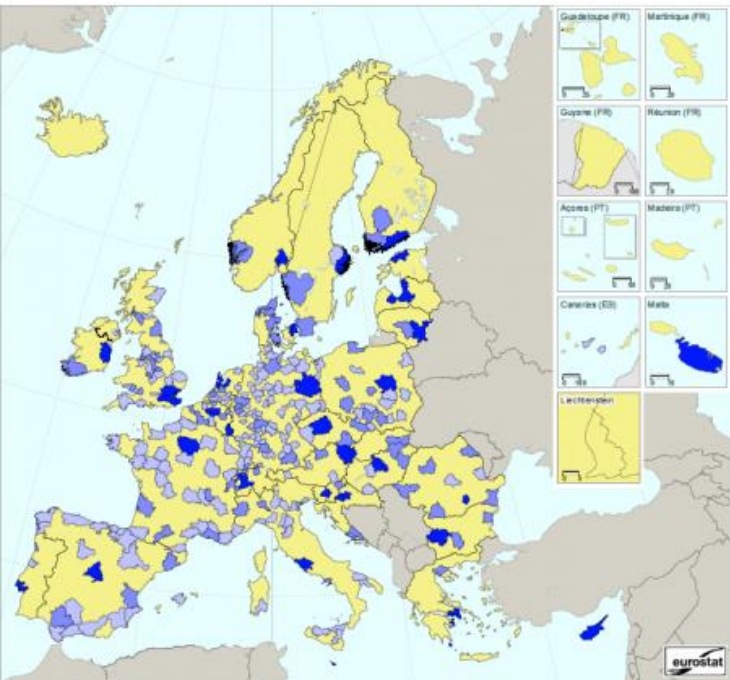 Guadeloupe (FR)
Martinique (FR)
Guyane (FR)
Réunion (FR)
Açores (PT)
Madeira (PT)
Canarias (ES)
Malta
Liechtenstein
eurostat